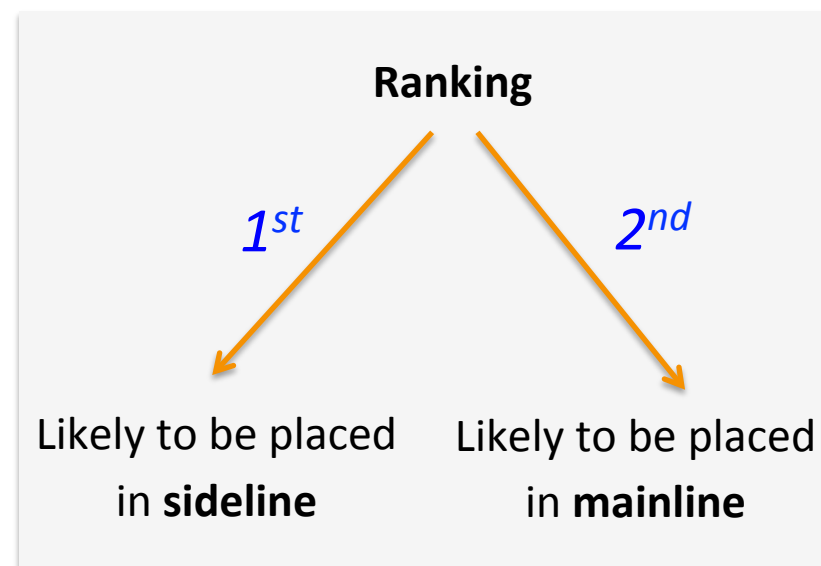 Ranking
1st
2nd
Likely to be placed
in sideline
Likely to be placed
in mainline